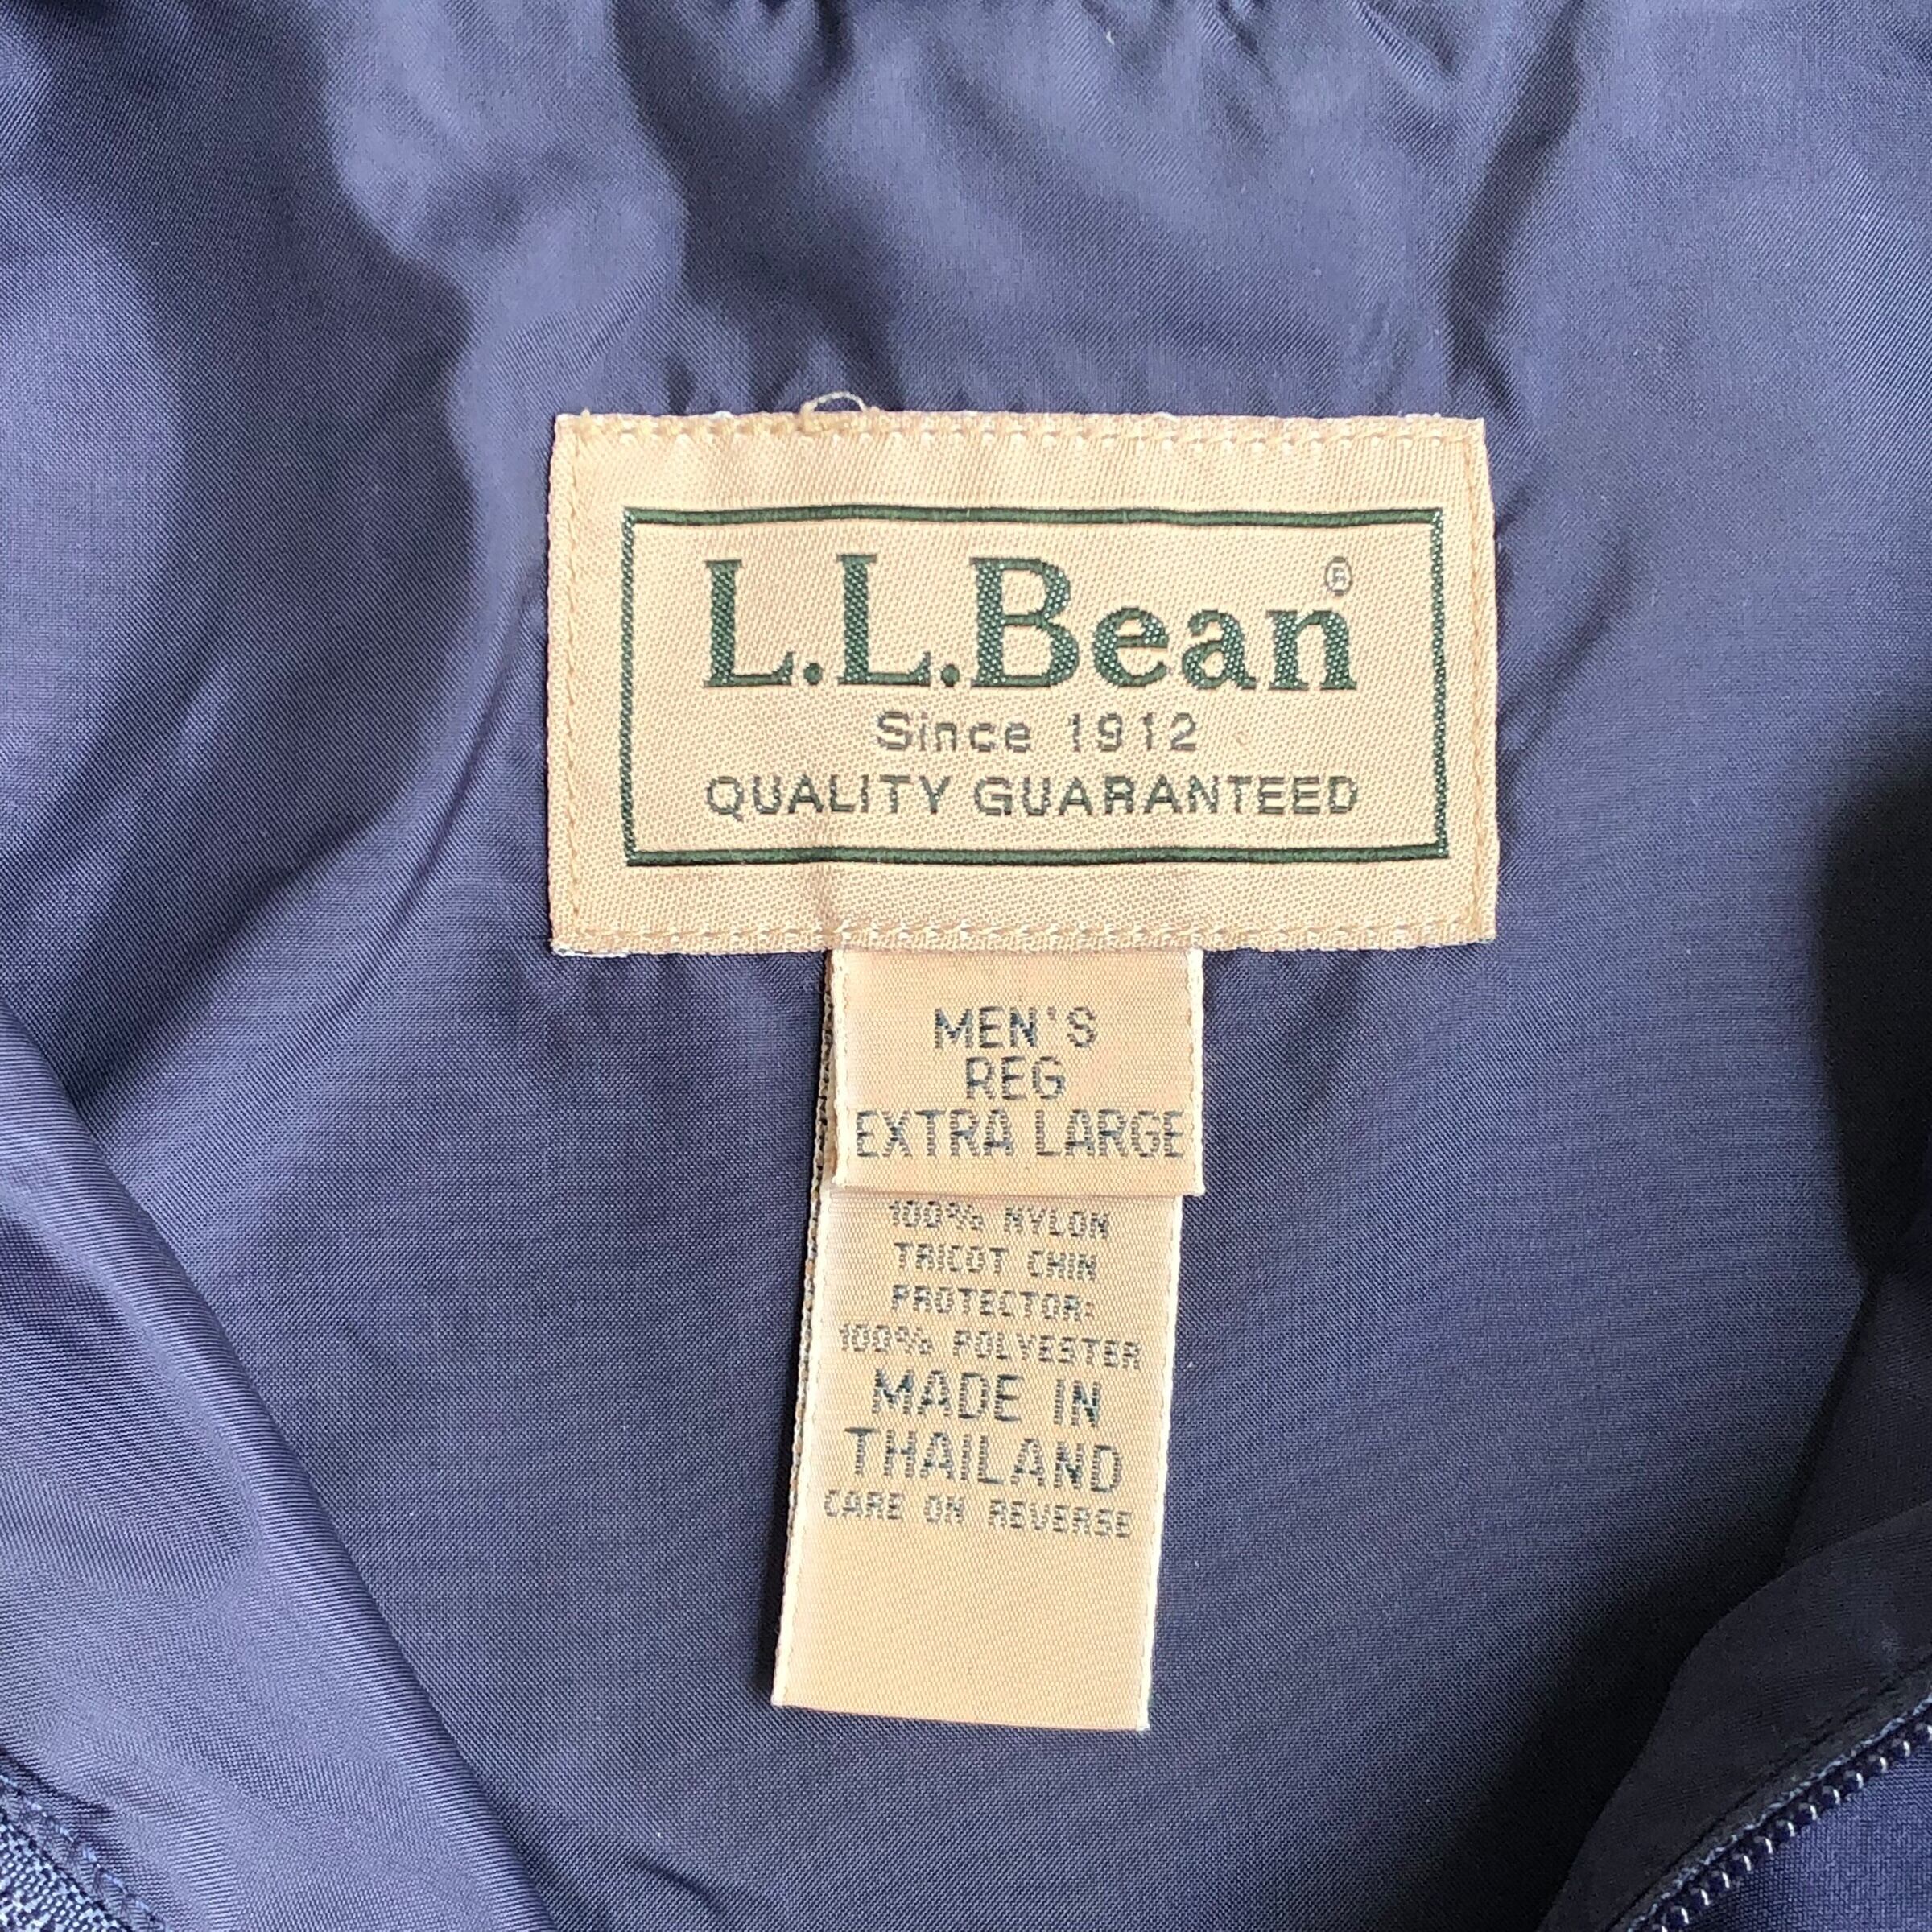 L.L.Bean®
Since 1912
QUALITY GUARANTEED
MEN'S
REG
EXTRA LARGE
100% NYLON
TRICOT CHIN
PROTECTOR:
100% POLYESTER
MADE IN
THAILAND
CARE ON REVERSE